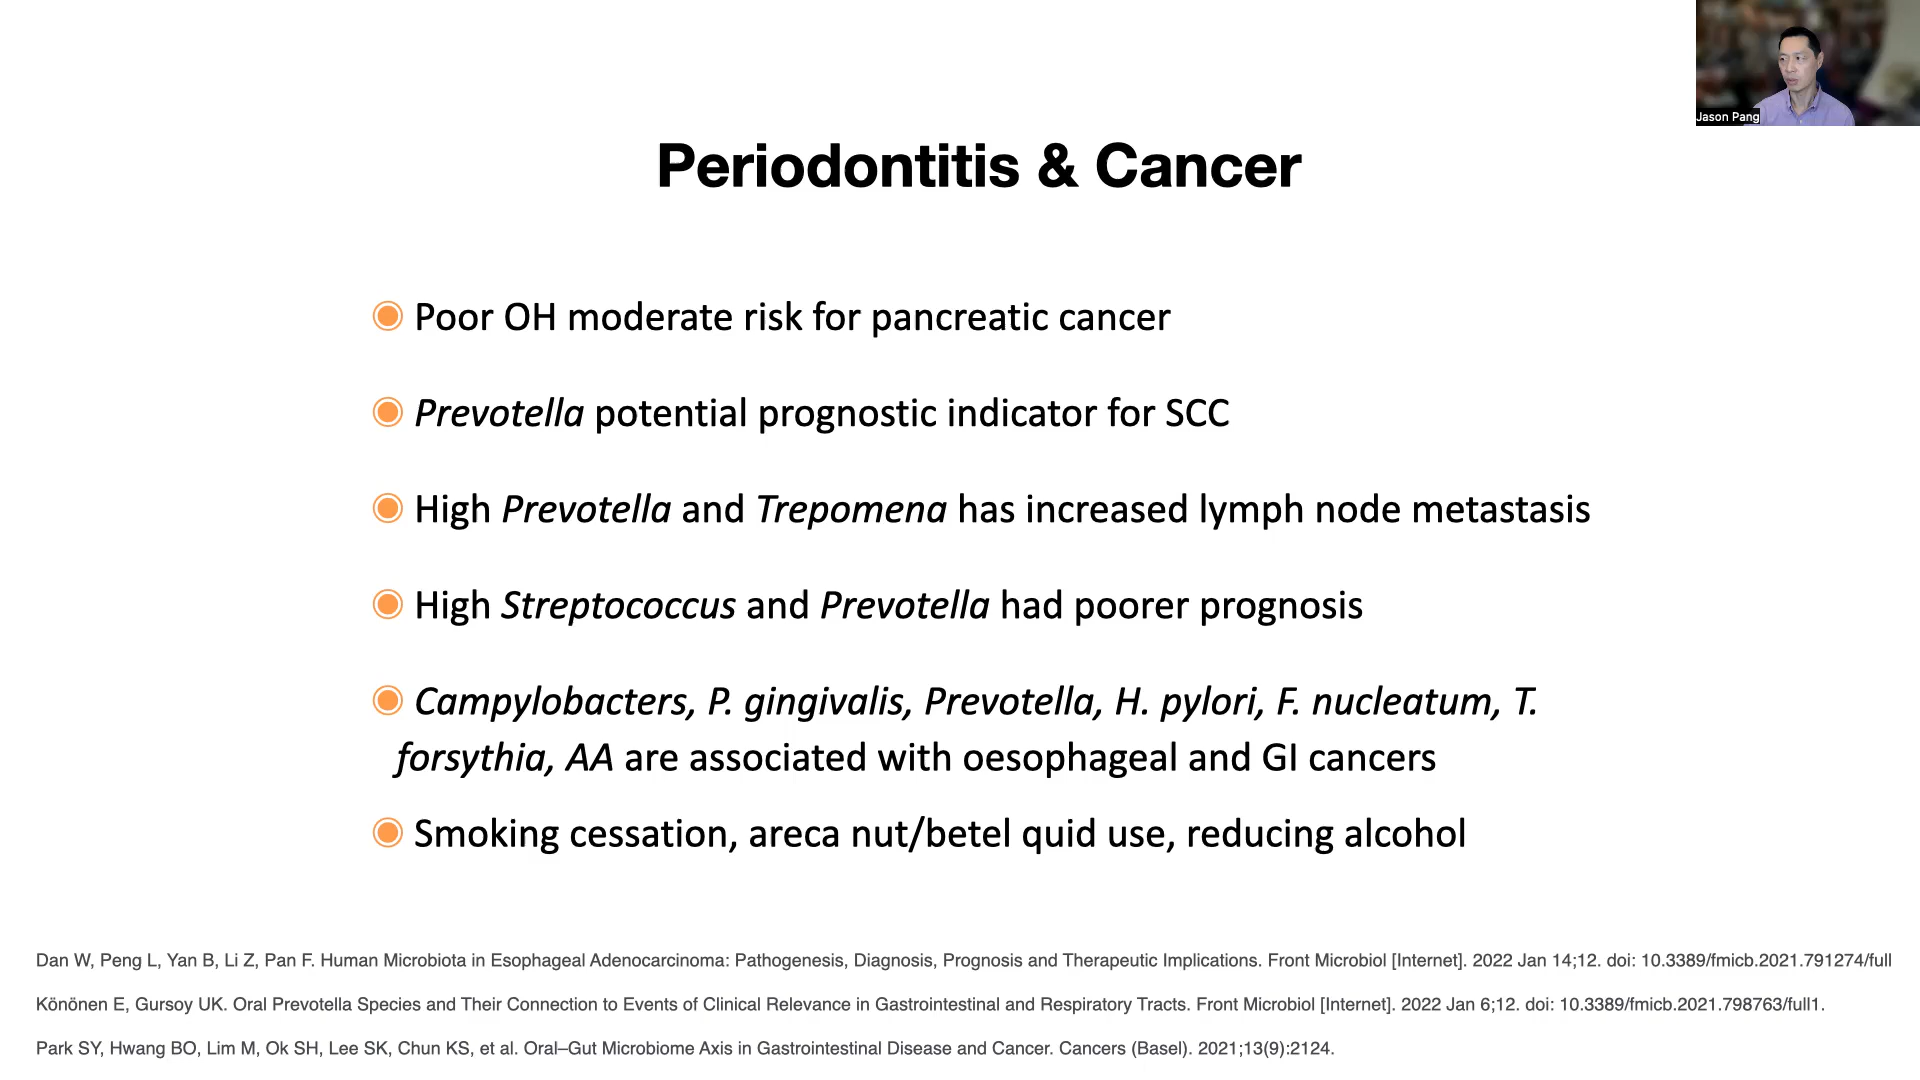 Jason Pang
Periodontitis & Cancer
Poor OH moderate risk for pancreatic cancer
Prevotella potential prognostic indicator for SCC
High Prevotella and Trepomena has increased lymph node metastasis
High Streptococcus and Prevotella had poorer prognosis
Campylobacters, P. gingivalis, Prevotella, H. pylori, F. nucleatum, T.
forsythia, AA are associated with oesophageal and GI cancers
Smoking cessation, areca nut/betel quid use, reducing alcohol
Dan W, Peng L, Yan B, Li Z, Pan F. Human Microbiota in Esophageal Adenocarcinoma: Pathogenesis, Diagnosis, Prognosis and Therapeutic Implications. Front Microbiol [Internet]. 2022 Jan 14;12. doi: 10.3389/fmicb.2021.791274/full
Könönen E, Gursoy UK. Oral Prevotella Species and Their Connection to Events of Clinical Relevance in Gastrointestinal and Respiratory Tracts. Front Microbiol [Internet]. 2022 Jan 6;12. doi: 10.3389/fmicb.2021.798763/full1.
Park SY, Hwang BO, Lim M, Ok SH, Lee SK, Chun KS, et al. Oral–Gut Microbiome Axis in Gastrointestinal Disease and Cancer. Cancers (Basel). 2021;13(9):2124.